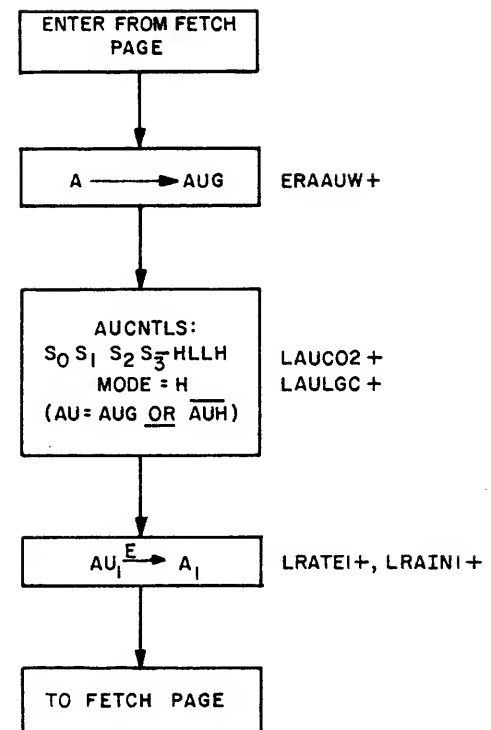 ENTER FROM FETCH
PAGE
A → AUG ERAAUW+
AUCNTLS:
S0 S1 S2 S3-HLLH LAUCO2+
MODE = H LAULGC+
(AU= AUG OR A̅U̅H̅)
AU1 E→ A1 LRATE1+, LRAIN1+
TO FETCH PAGE